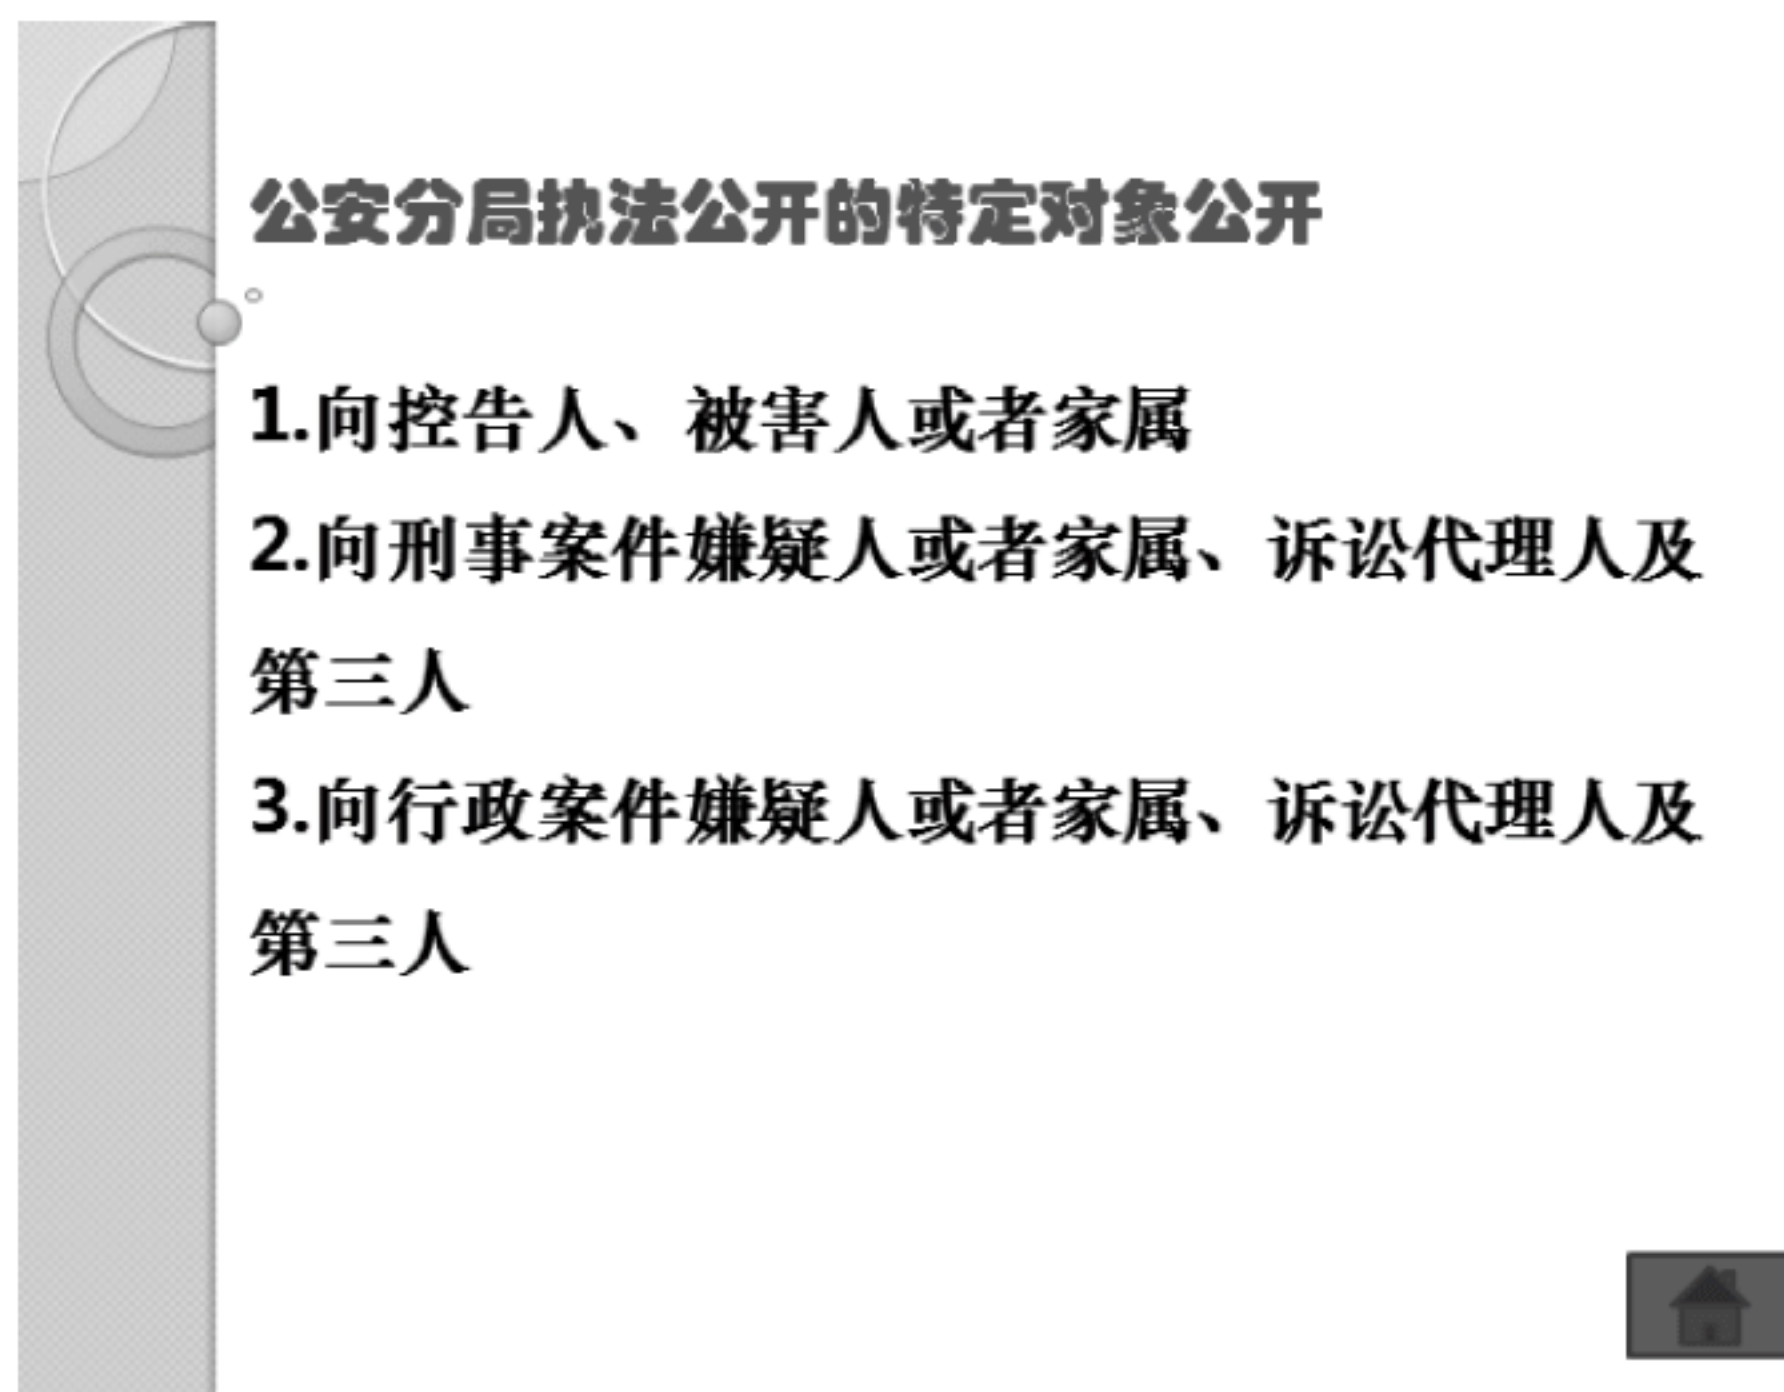 公安分局执法公开的特定对象公开
1.向控告人、被害人或者家属
2.向刑事案件嫌疑人或者家属、诉讼代理人及
第三人
3.向行政案件嫌疑人或者家属、诉讼代理人及
第三人